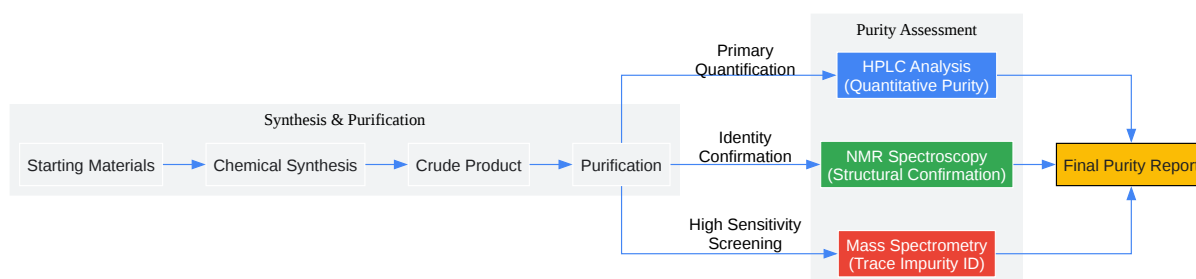 Purity Assessment
Primary
Quantification
HPLC Analysis
(Quantitative Purity)
Synthesis & Purification
Starting Materials
Chemical Synthesis
Crude Product
Purification
Identity
Confirmation
NMR Spectroscopy
(Structural Confirmation)
Final Purity Report
High Sensitivity
Screening
Mass Spectrometry
(Trace Impurity ID)